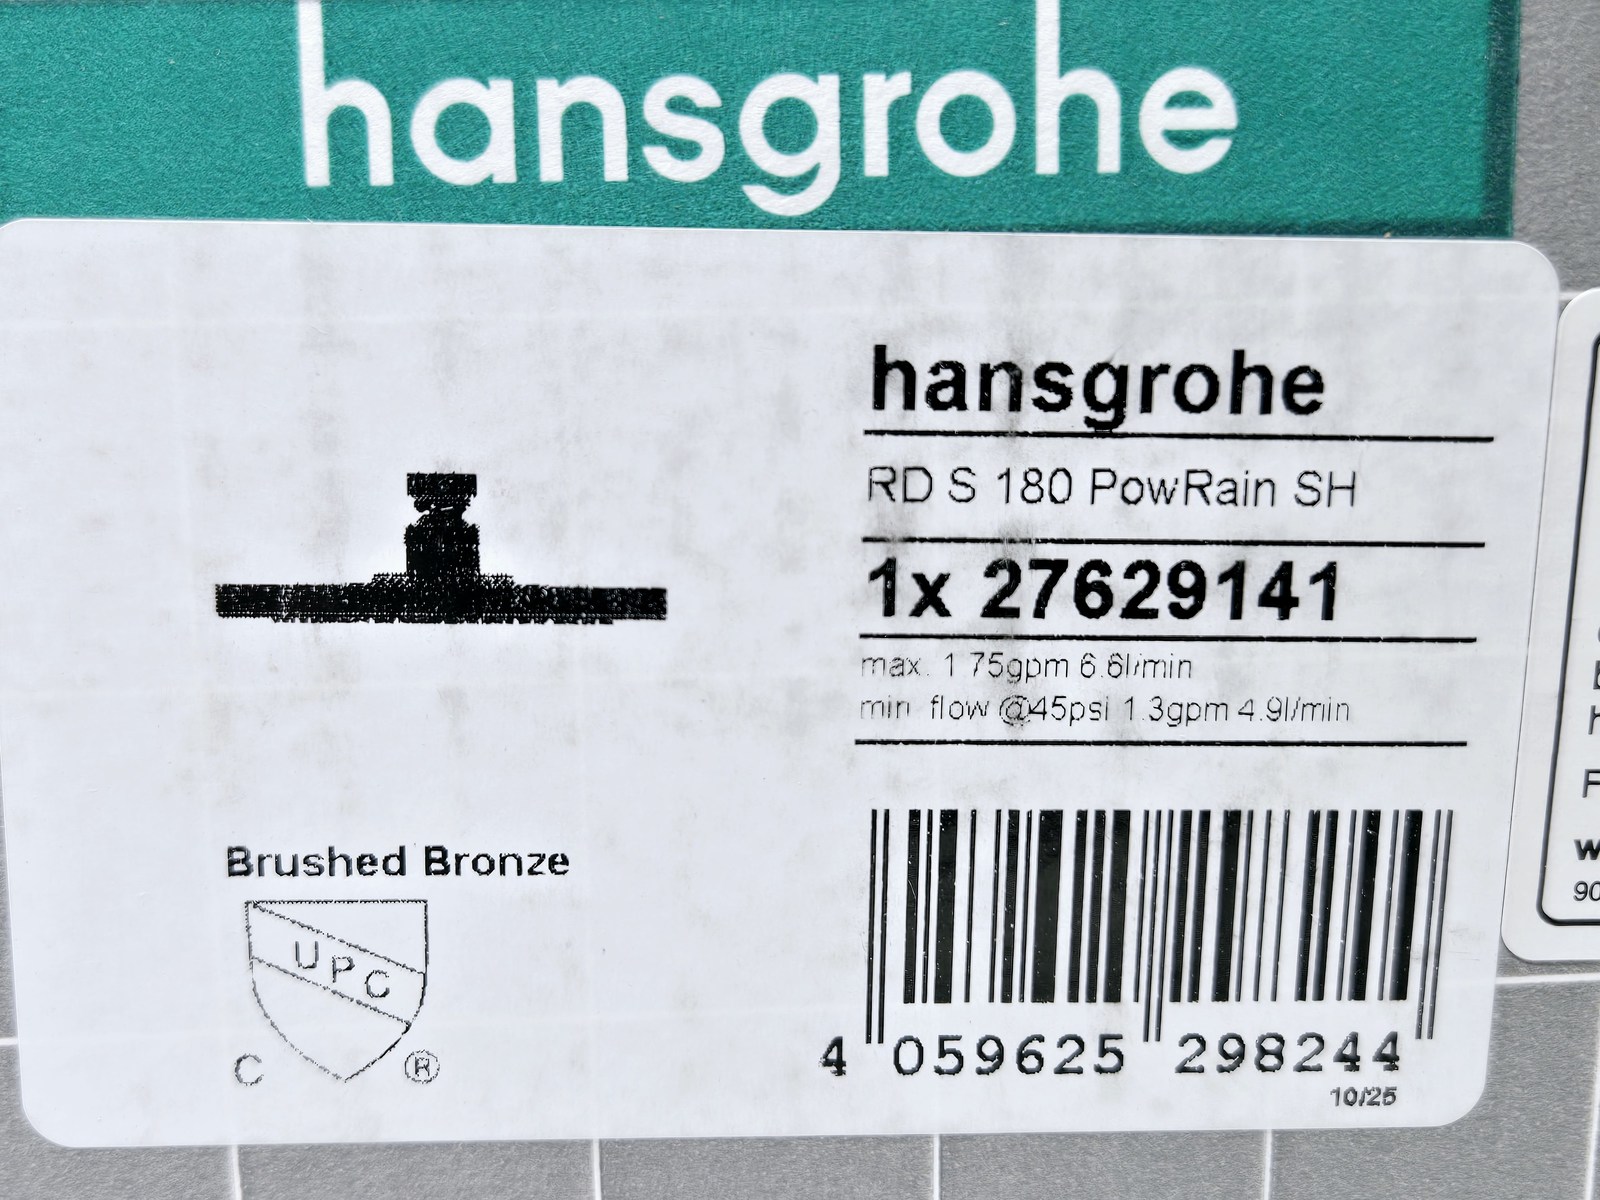 hansgrohe
hansgrohe
RD S 180 PowRain SH
1x 27629141
max. 1.75gpm 6.6l/min
min. flow @45psi 1.3gpm 4.9l/min
Brushed Bronze
UPC
C ®
4 059625 298244
10/25
F
w
90